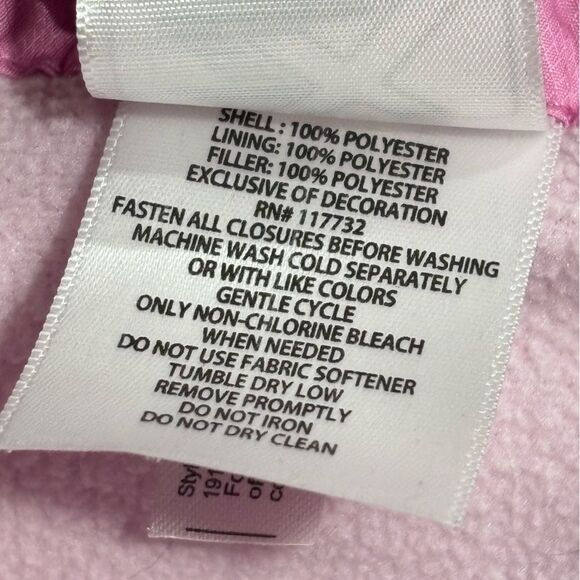 SHELL : 100% POLYESTER
LINING: 100% POLYESTER
FILLER: 100% POLYESTER
EXCLUSIVE OF DECORATION
RN# 117732
FASTEN ALL CLOSURES BEFORE WASHING
MACHINE WASH COLD SEPARATELY
OR WITH LIKE COLORS
GENTLE CYCLE
ONLY NON-CHLORINE BLEACH
WHEN NEEDED
DO NOT USE FABRIC SOFTENER
TUMBLE DRY LOW
REMOVE PROMPTLY
DO NOT IRON
DO NOT DRY CLEAN